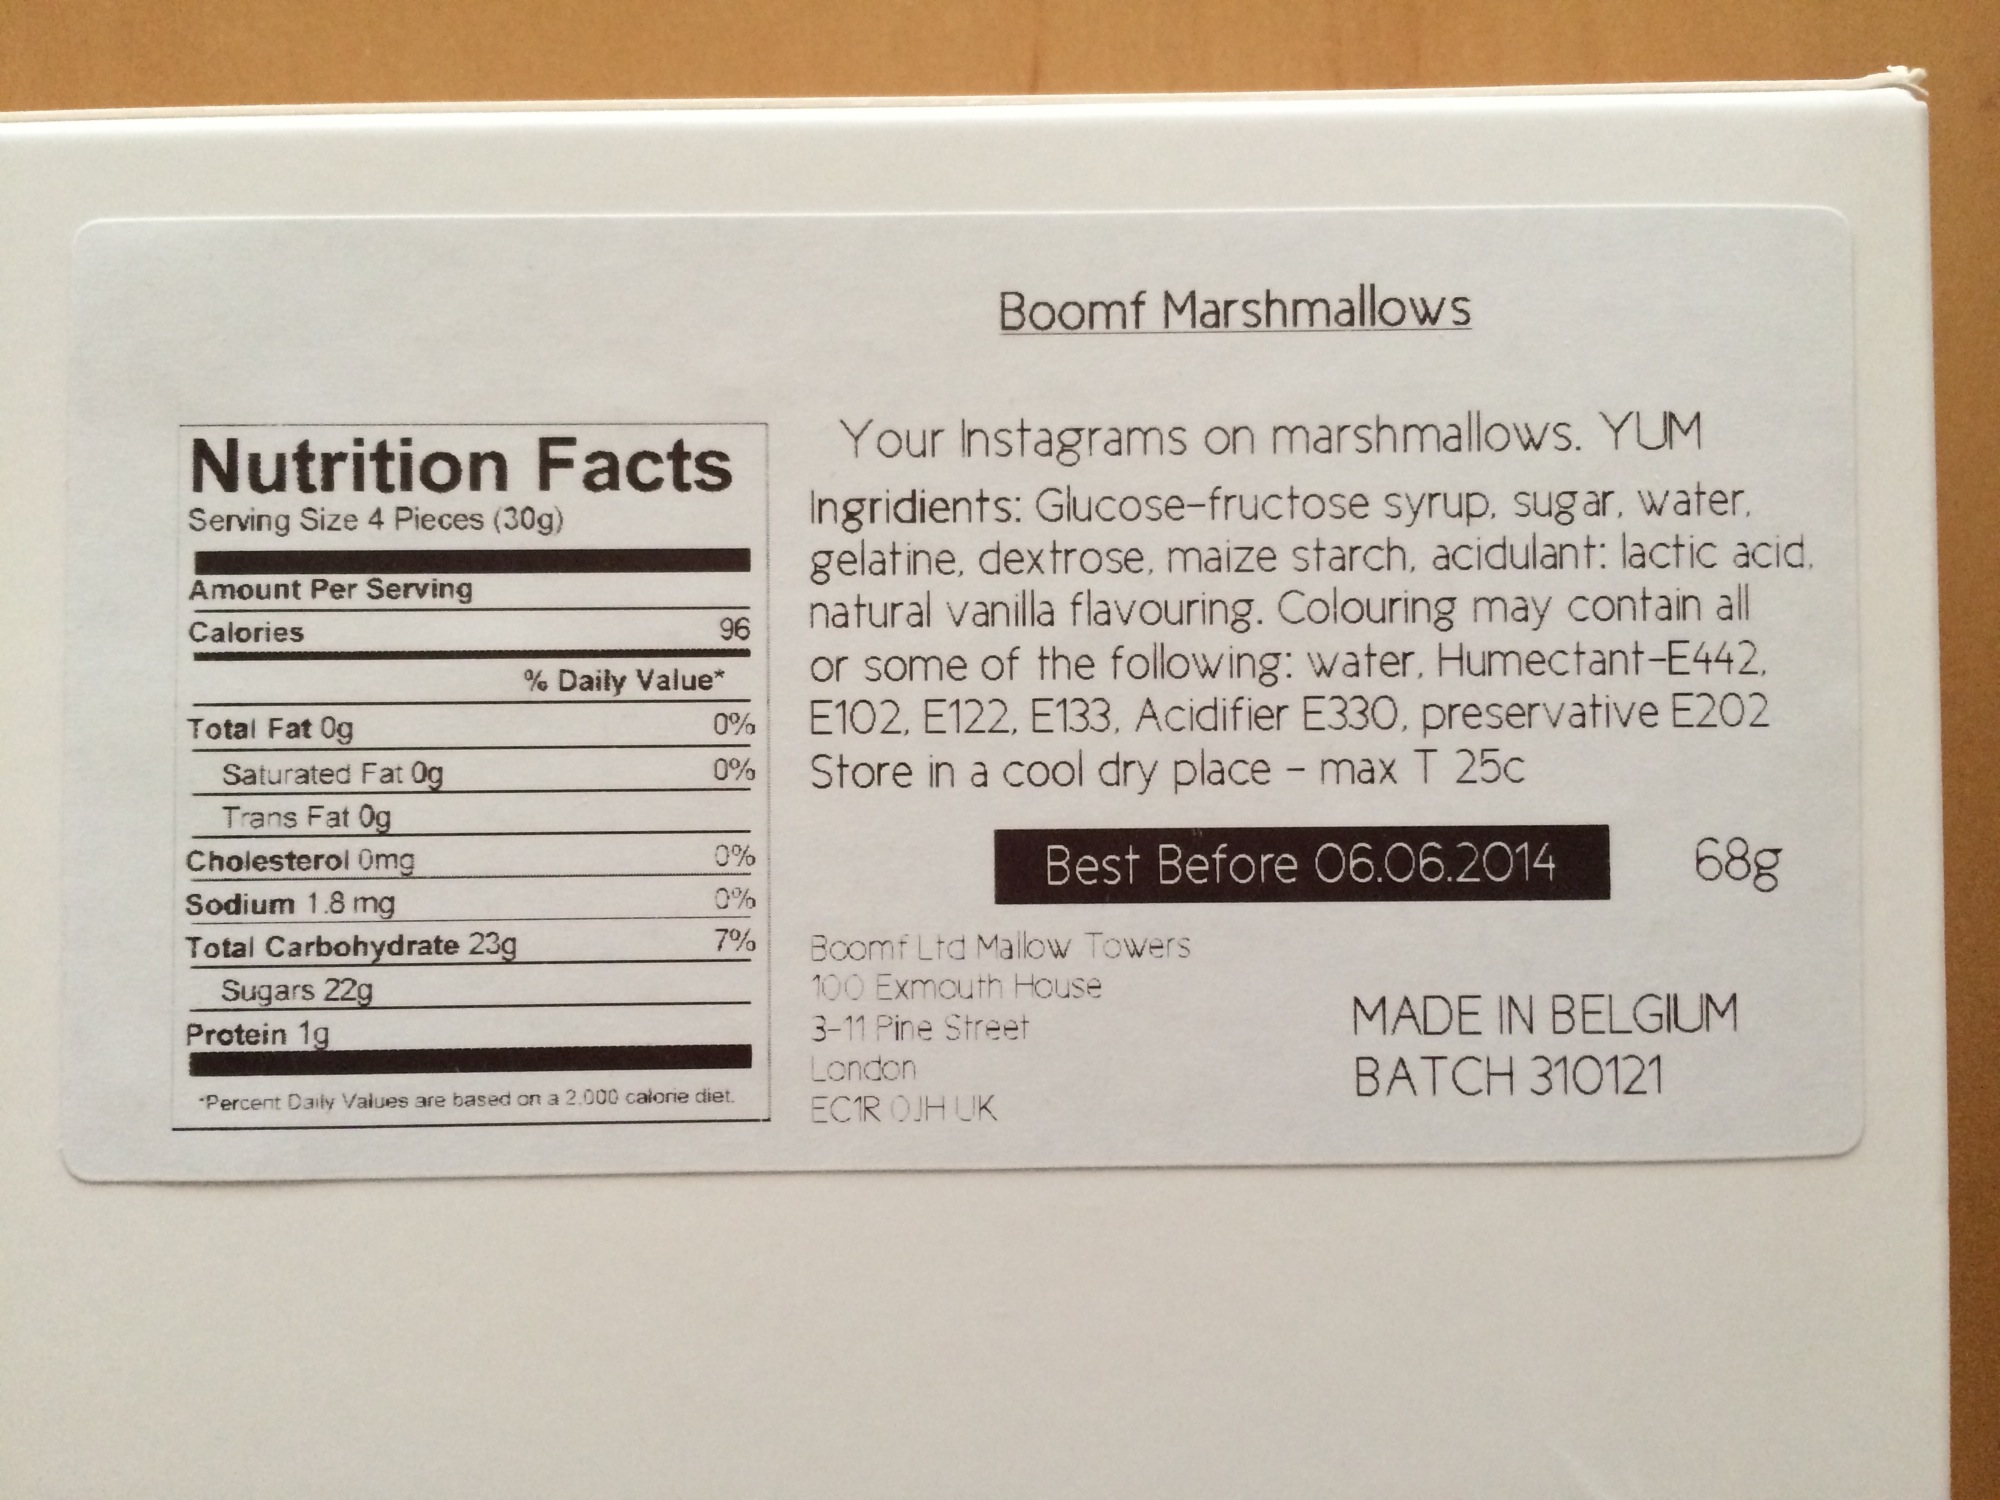 Boomf Marshmallows
Nutrition Facts
Serving Size 4 Pieces (30g)
Amount Per Serving
Calories 96
% Daily Value*
Total Fat 0g 0%
Saturated Fat 0g 0%
Trans Fat 0g
Cholesterol 0mg 0%
Sodium 1.8 mg 0%
Total Carbohydrate 23g 7%
Sugars 22g
Protein 1g
*Percent Daily Values are based on a 2,000 calorie diet.
Your Instagrams on marshmallows. YUM
Ingridients: Glucose-fructose syrup, sugar, water,
gelatine, dextrose, maize starch, acidulant: lactic acid,
natural vanilla flavouring. Colouring may contain all
or some of the following: water, Humectant-E442,
E102, E122, E133, Acidifier E330, preservative E202
Store in a cool dry place - max T 25c
Best Before 06.06.2014 68g
Boomf Ltd Mallow Towers
100 Exmouth House
3-11 Pine Street
London
EC1R 0JH UK
MADE IN BELGIUM
BATCH 310121